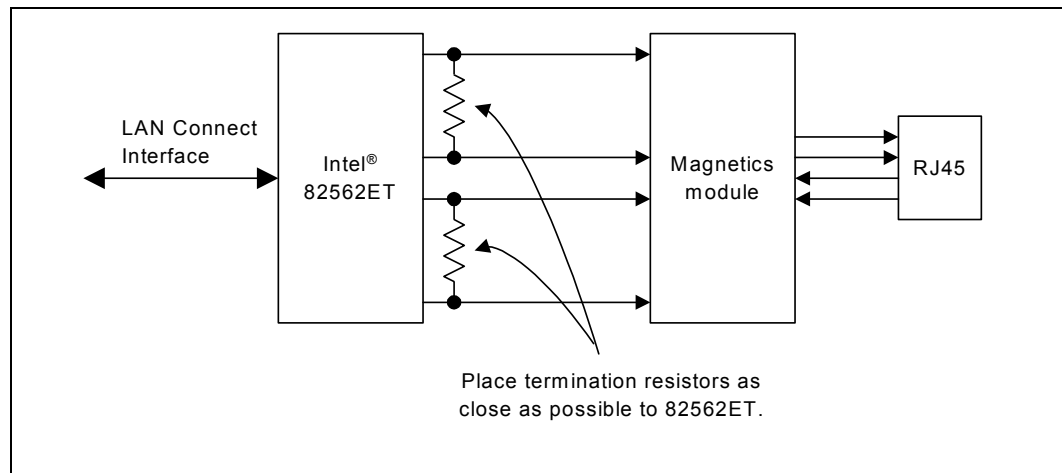 LAN Connect
Interface
Intel®
82562ET
Magnetics
module
RJ45
Place termination resistors as
close as possible to 82562ET.